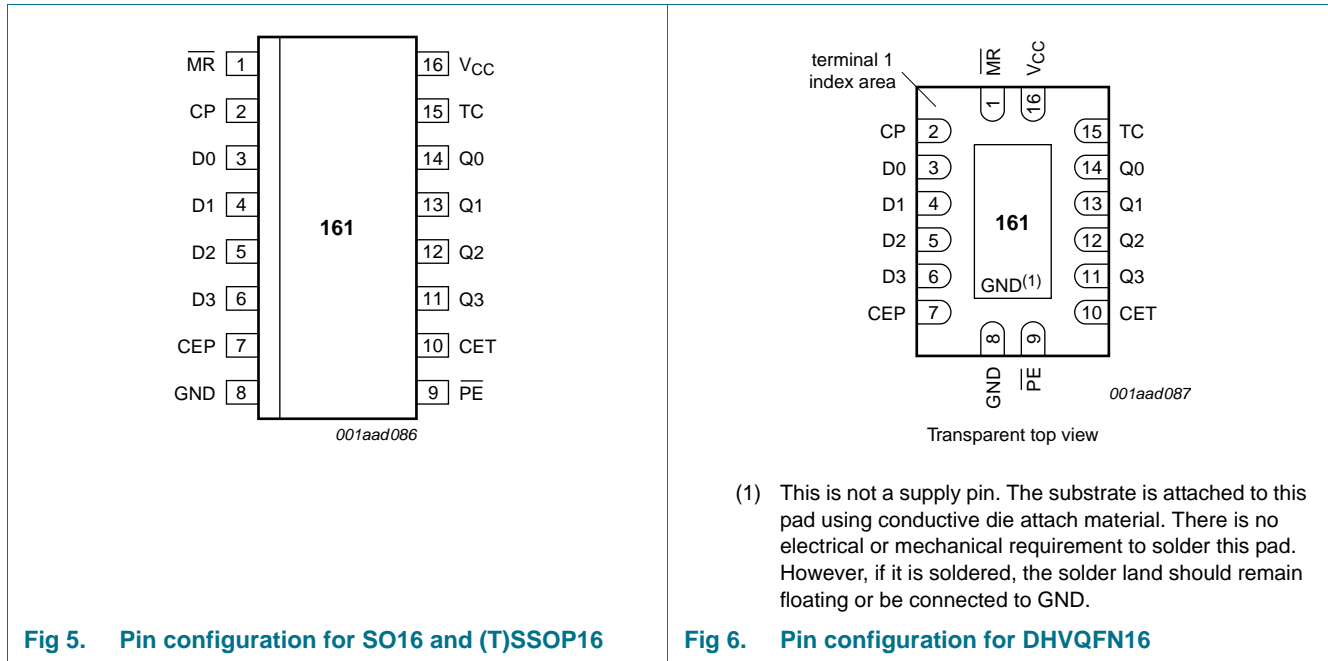 MR 1
CP 2
D0 3
D1 4
D2 5
D3 6
CEP 7
GND 8
161
16 VCC
15 TC
14 Q0
13 Q1
12 Q2
11 Q3
10 CET
9 PE
001aad086
Fig 5. Pin configuration for SO16 and (T)SSOP16
terminal 1
index area
MR
VCC
1
16
CP 2
D0 3
D1 4
D2 5
D3 6
CEP 7
161
GND(1)
15 TC
14 Q0
13 Q1
12 Q2
11 Q3
10 CET
8
9
GND
PE
001aad087
Transparent top view
(1) This is not a supply pin. The substrate is attached to this
pad using conductive die attach material. There is no
electrical or mechanical requirement to solder this pad.
However, if it is soldered, the solder land should remain
floating or be connected to GND.
Fig 6. Pin configuration for DHVQFN16